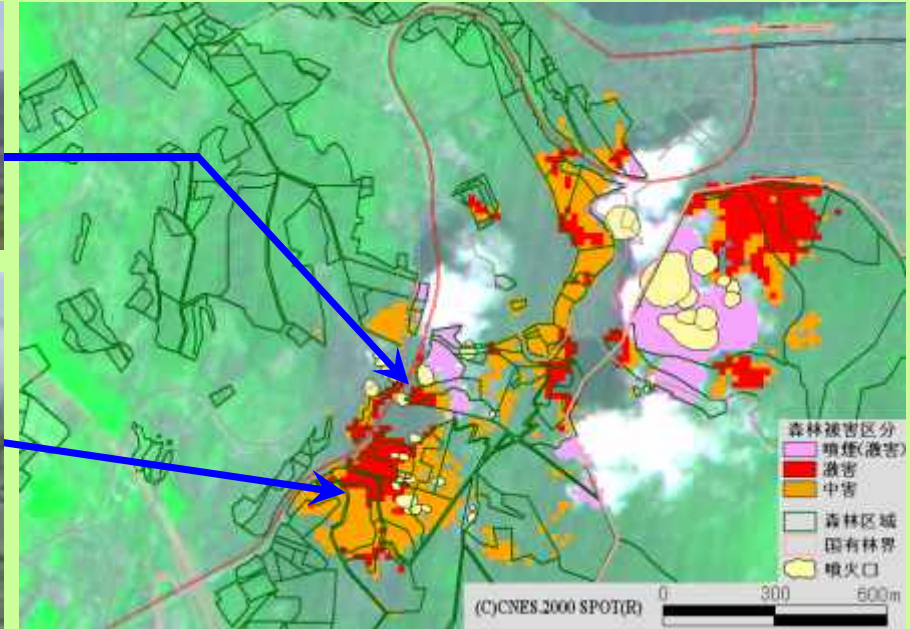 森林被害区分
噴煙(激害)
激害
中害
森林区域
国有林界
噴火口
(C)CNES.2000 SPOT(R)
0 300 600m